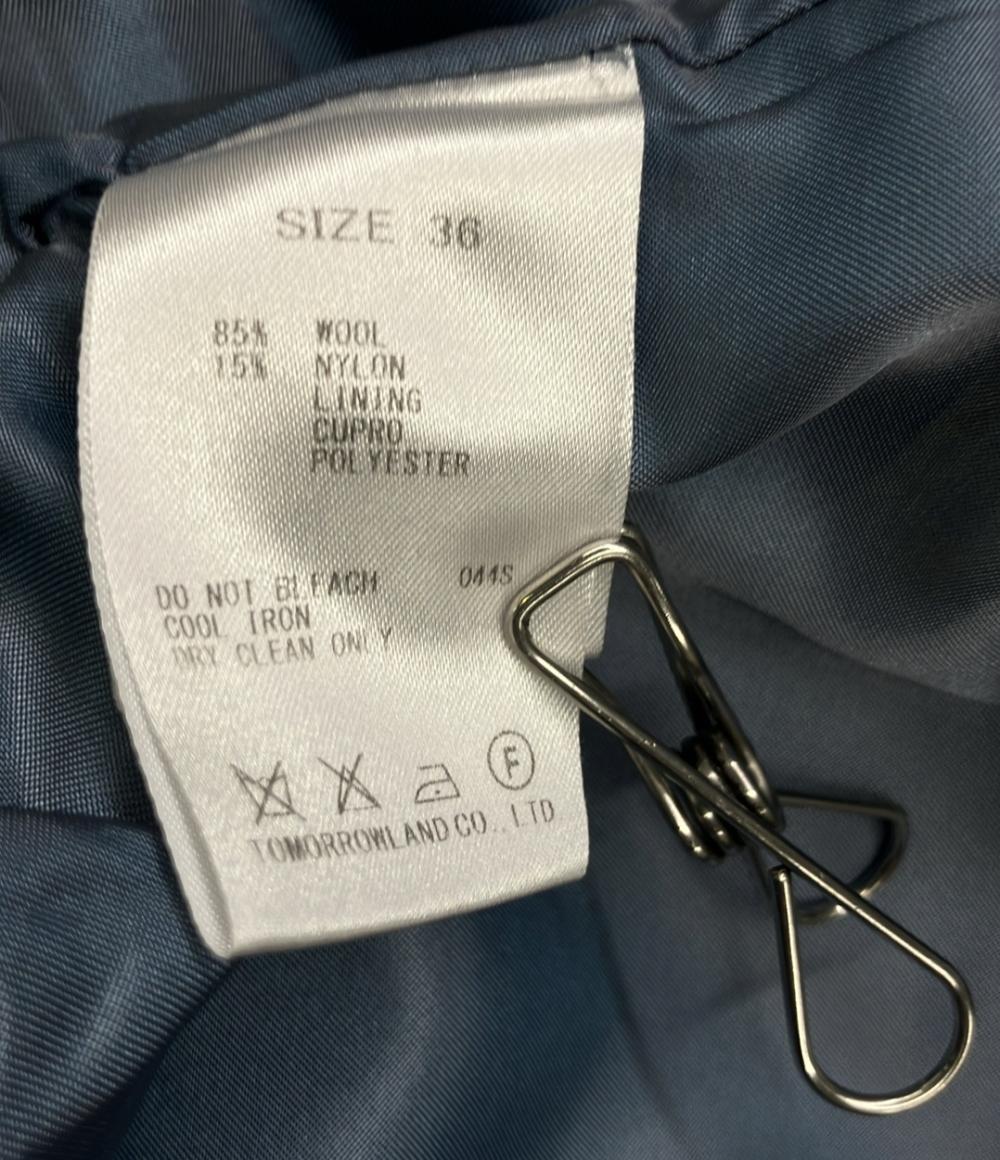 SIZE 36
85% WOOL
15% NYLON
LINING
CUPRO
POLYESTER
DO NOT BLEACH 044S
COOL IRON
DRY CLEAN ONLY
F
TOMORROWLAND CO., LTD